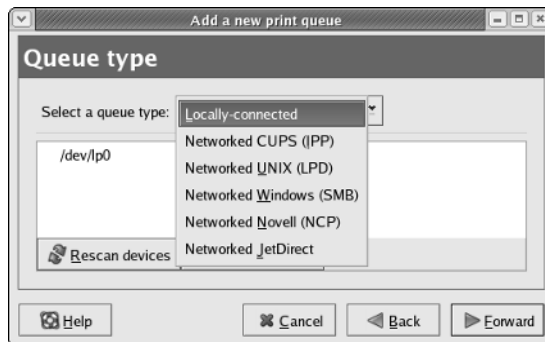 Add a new print queue
Queue type
Select a queue type:
Locally-connected
Networked CUPS (IPP)
Networked UNIX (LPD)
Networked Windows (SMB)
Networked Novell (NCP)
Networked JetDirect
/dev/lp0
Rescan devices
Help
Cancel
Back
Forward